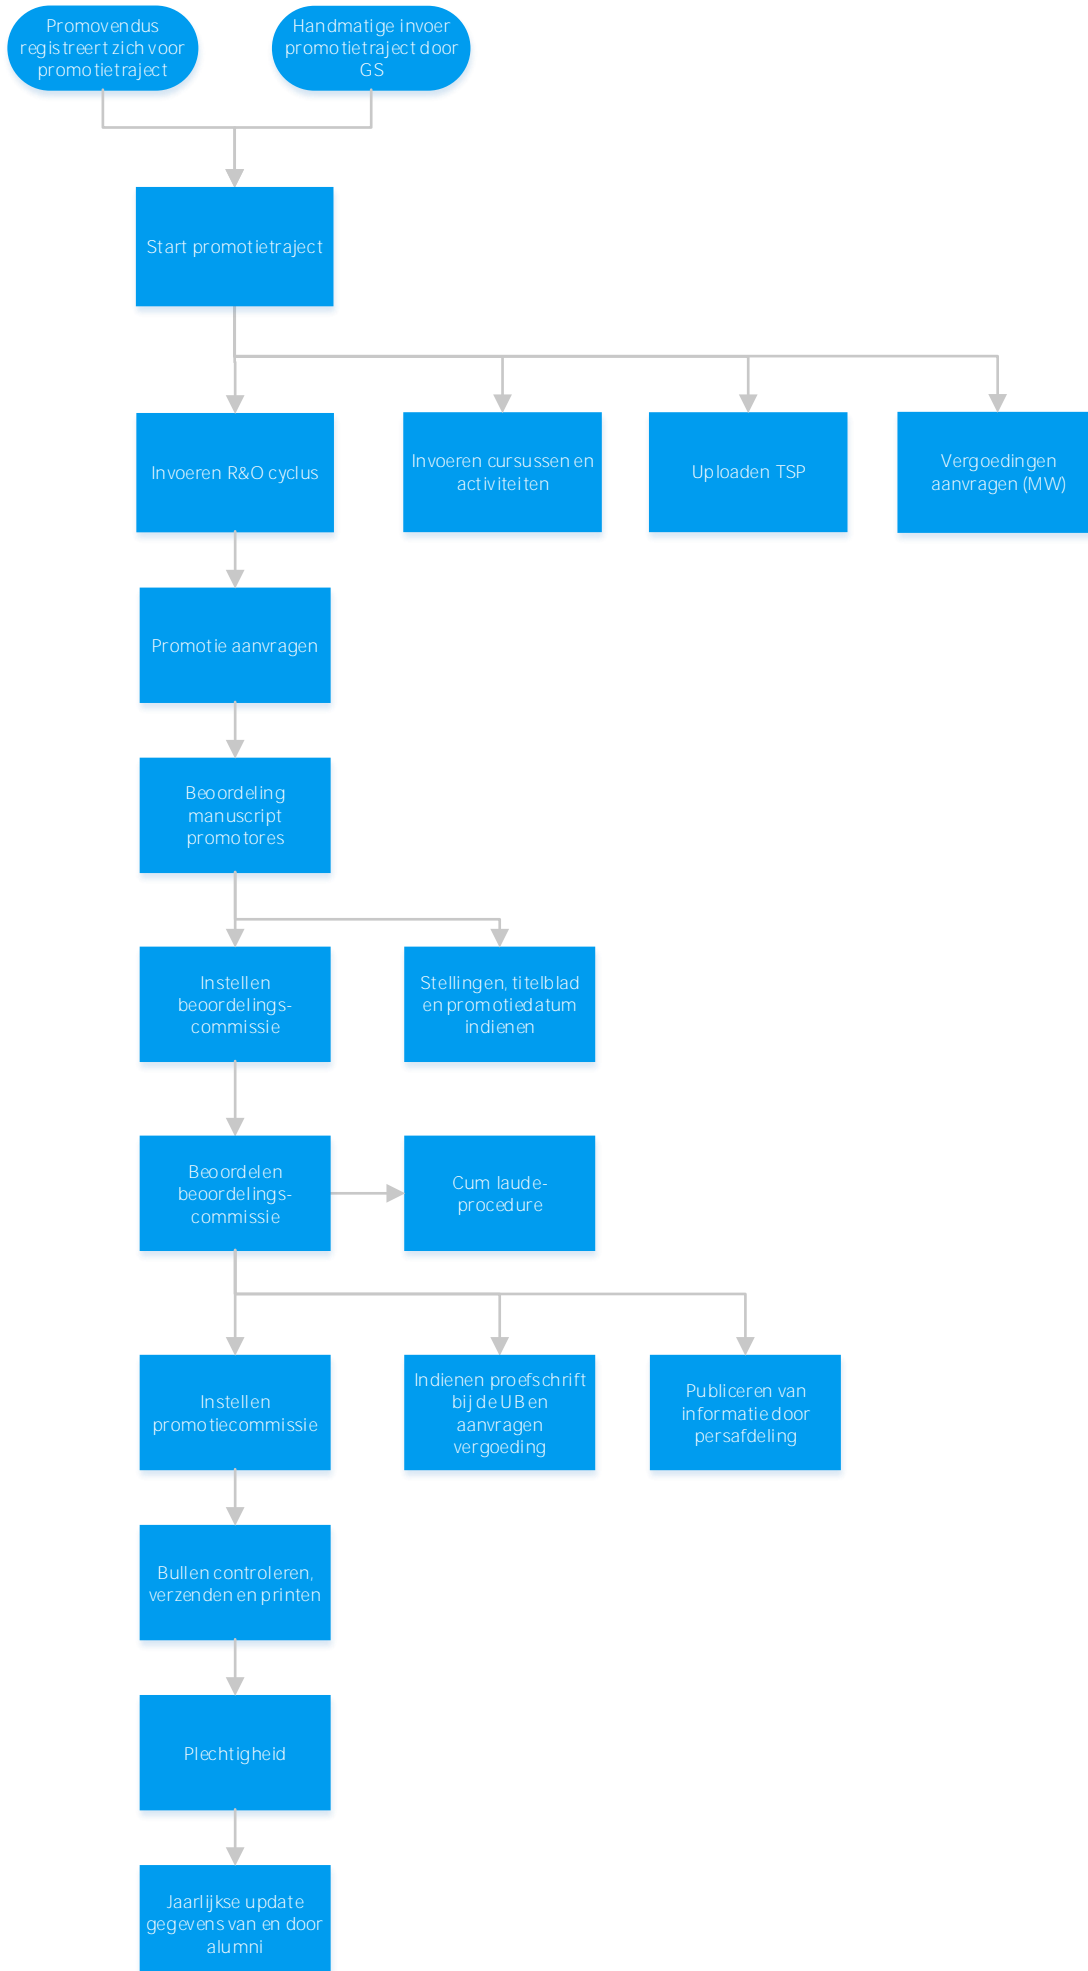 Promovendus
registreert zich voor
promotietraject
Handmatige invoer
promotietraject door
GS
Start promotietraject
Invoeren R&O cyclus
Invoeren cursussen en
activiteiten
Uploaden TSP
Vergoedingen
aanvragen (MW)
Promotie aanvragen
Beoordeling
manuscript
promotores
Instellen
beoordelings-
commissie
Stellingen, titelblad
en promotiedatum
indienen
Beoordelen
beoordelings-
commissie
Cum laude-
procedure
Instellen
promotiecommissie
Indienen proefschrift
bij de UB en
aanvragen
vergoeding
Publiceren van
informatie door
persafdeling
Bullen controleren,
verzenden en printen
Plechtigheid
Jaarlijkse update
gegevens van en door
alumni